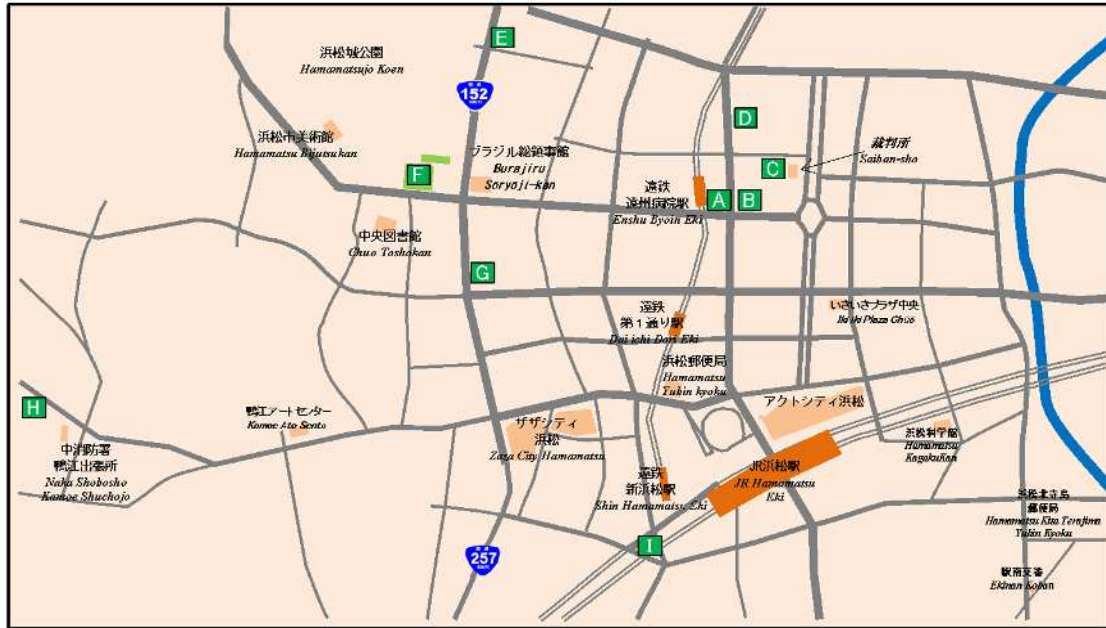 E
浜松城公園
Hamamatsujo Koen
152
D
浜松市美術館
Hamamatsu Bijutsukan
ブラジル総領事館
Burajiru
Soryoji-kan
裁判所
Saiban-sho
C
F
遠鉄
遠州病院駅
Enshu Byoin Eki
A
B
中央図書館
Chuo Toshokan
G
遠鉄
第1通り駅
Dai ichi Dori Eki
いきいきプラザ中央
Iki iki Plaza Chuo
浜松郵便局
Hamamatsu
Yubin kyoku
アクトシティ浜松
H
鴨江アートセンター
Kamoe Ato Senta
ザザシティ
浜松
Zaza City Hamamatsu
中消防署
鴨江出張所
Naka Shobosho
Kamoe Shuchojo
浜松科学館
Hamamatsu
Kagakukan
JR浜松駅
JR Hamamatsu
Eki
遠鉄
新浜松駅
Shin Hamamatsu Eki
浜松北寺島
郵便局
Hamamatsu Kita Terajima
Yubin Kyoku
I
257
駅南交番
Ekinan Koban